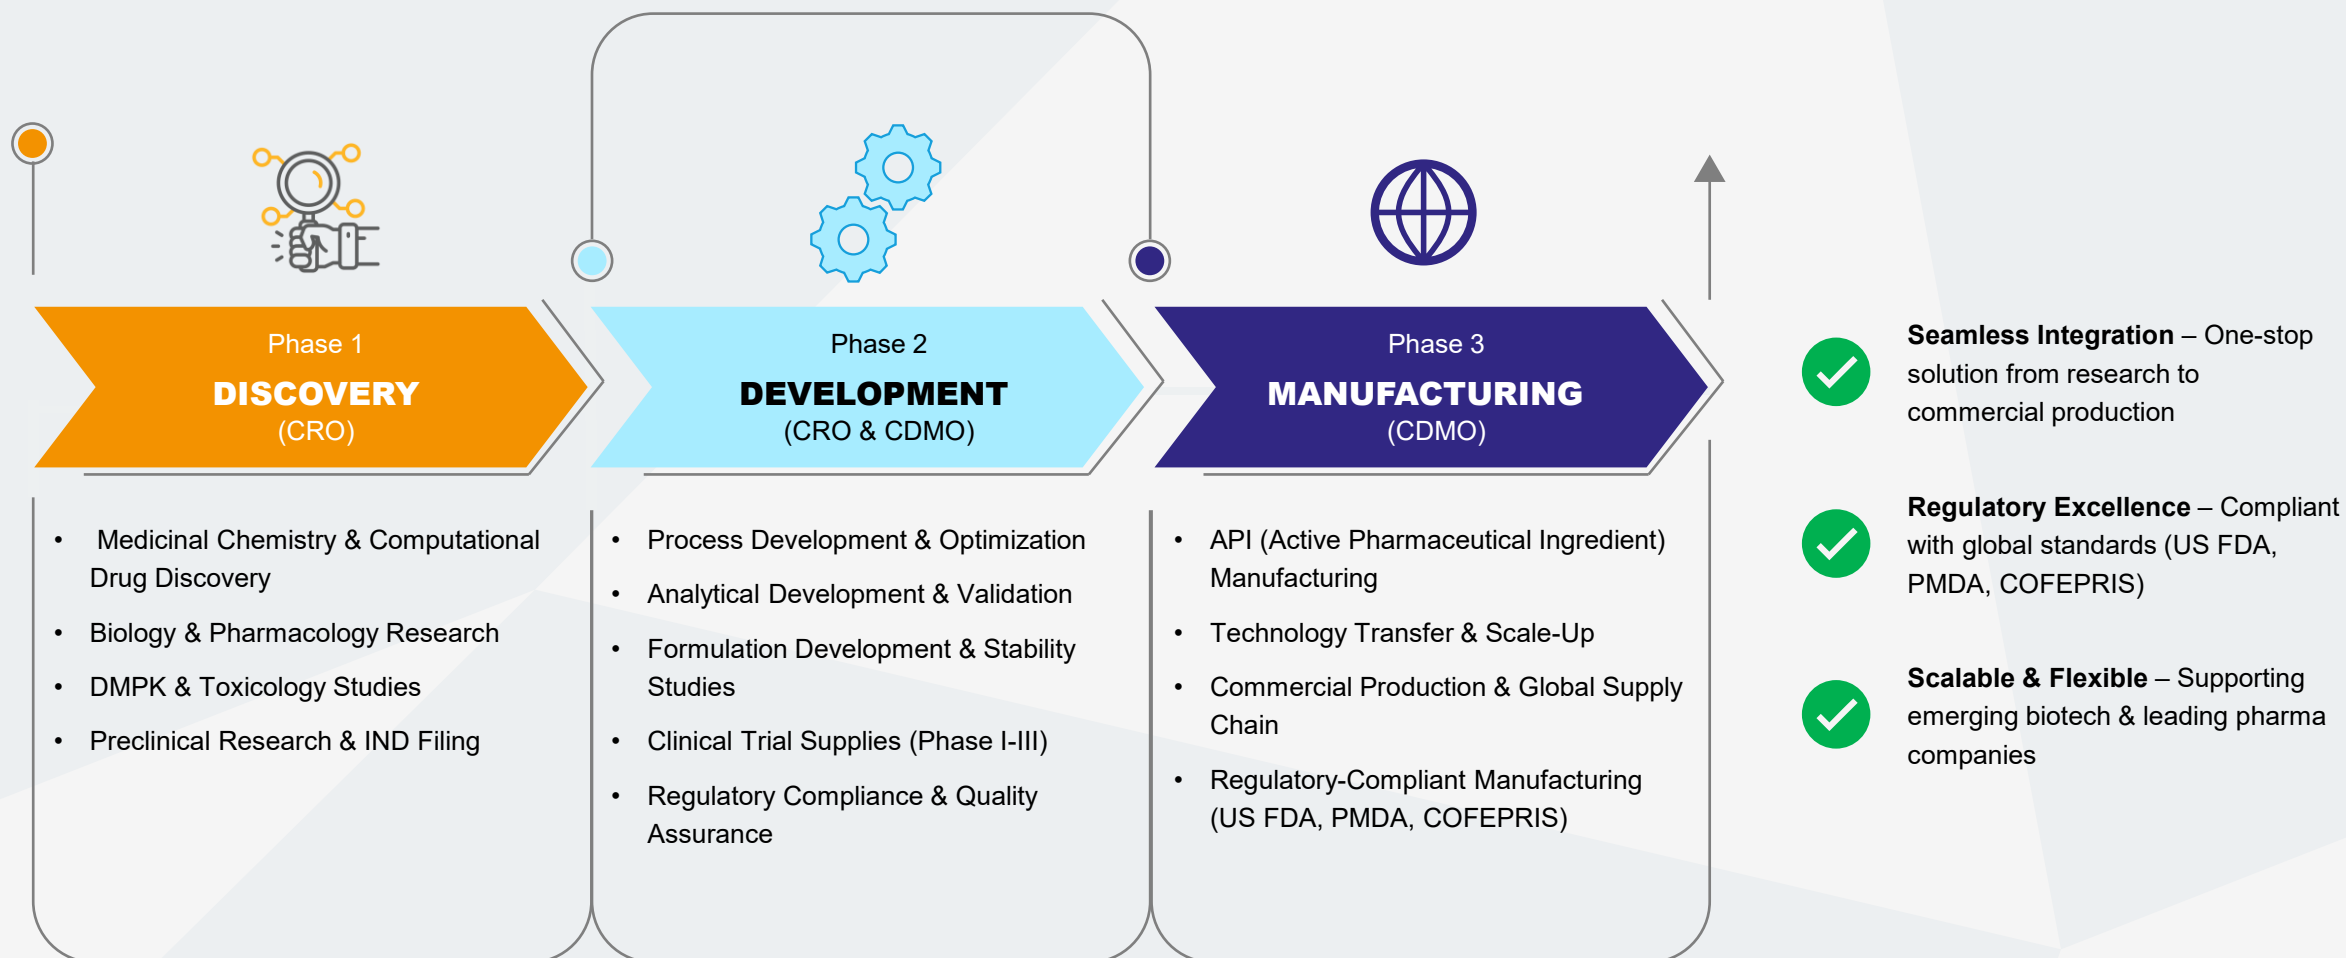 Phase 1
DISCOVERY
(CRO)
• Medicinal Chemistry & Computational
Drug Discovery
• Biology & Pharmacology Research
• DMPK & Toxicology Studies
• Preclinical Research & IND Filing
Phase 2
DEVELOPMENT
(CRO & CDMO)
• Process Development & Optimization
• Analytical Development & Validation
• Formulation Development & Stability
Studies
• Clinical Trial Supplies (Phase I-III)
• Regulatory Compliance & Quality
Assurance
Phase 3
MANUFACTURING
(CDMO)
• API (Active Pharmaceutical Ingredient)
Manufacturing
• Technology Transfer & Scale-Up
• Commercial Production & Global Supply
Chain
• Regulatory-Compliant Manufacturing
(US FDA, PMDA, COFEPRIS)
Seamless Integration – One-stop
solution from research to
commercial production
Regulatory Excellence – Compliant
with global standards (US FDA,
PMDA, COFEPRIS)
Scalable & Flexible – Supporting
emerging biotech & leading pharma
companies